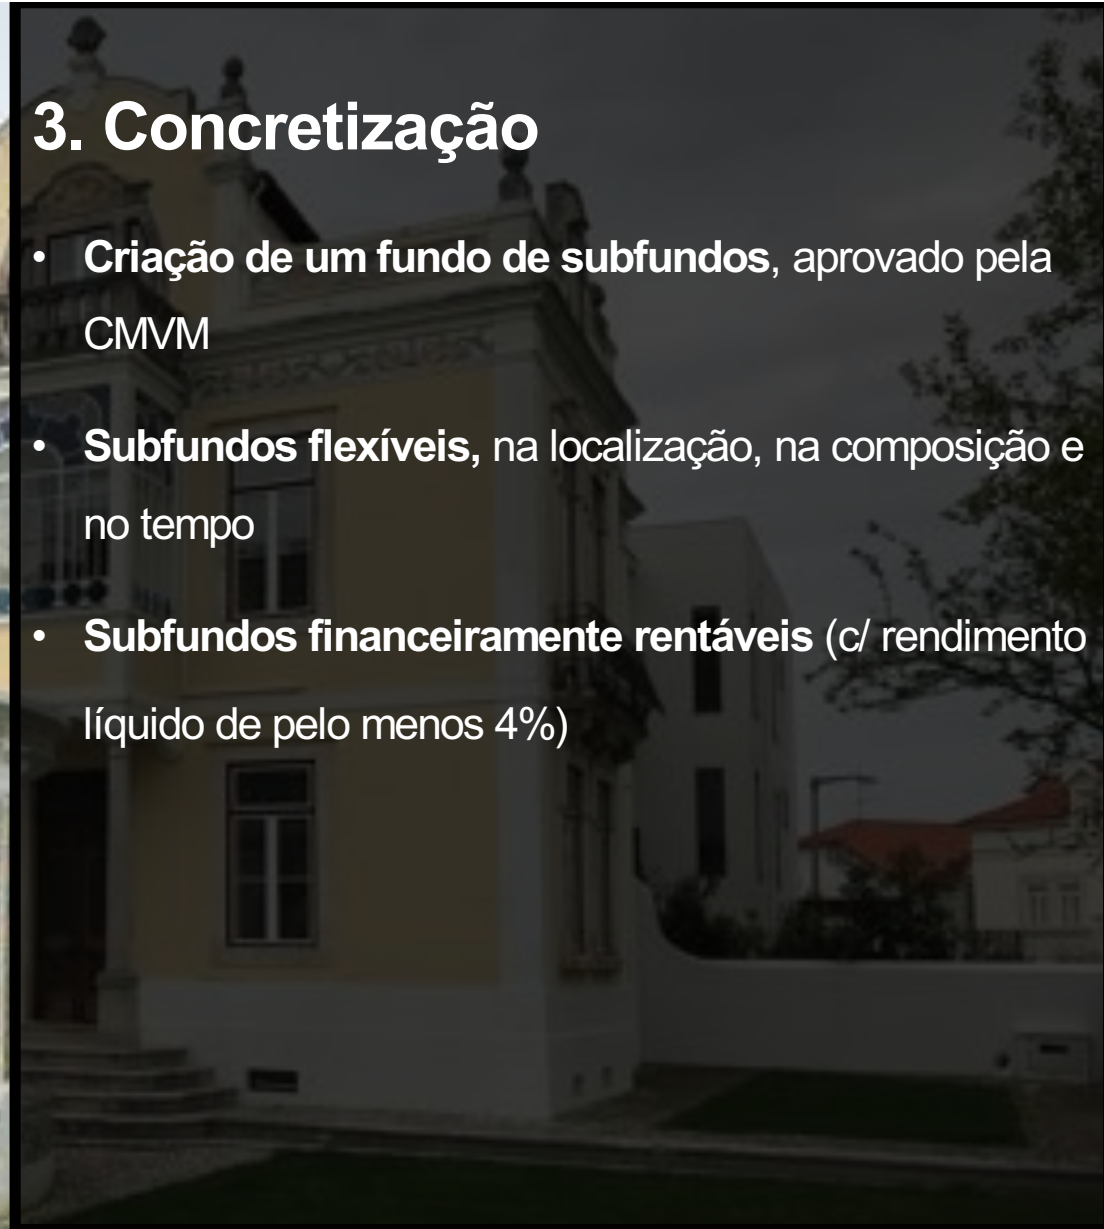 3. Concretização
• Criação de um fundo de subfundos, aprovado pela
CMVM
• Subfundos flexíveis, na localização, na composição e
no tempo
• Subfundos financeiramente rentáveis (c/ rendimento
líquido de pelo menos 4%)